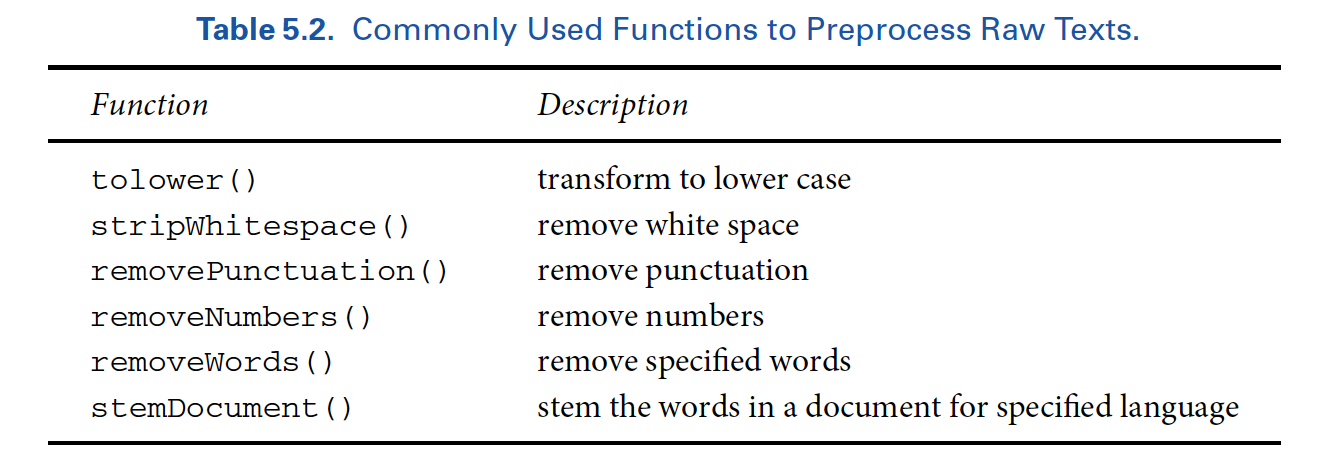 Table 5.2. Commonly Used Functions to Preprocess Raw Texts.
Function Description
tolower() transform to lower case
stripWhitespace() remove white space
removePunctuation() remove punctuation
removeNumbers() remove numbers
removeWords() remove specified words
stemDocument() stem the words in a document for specified language